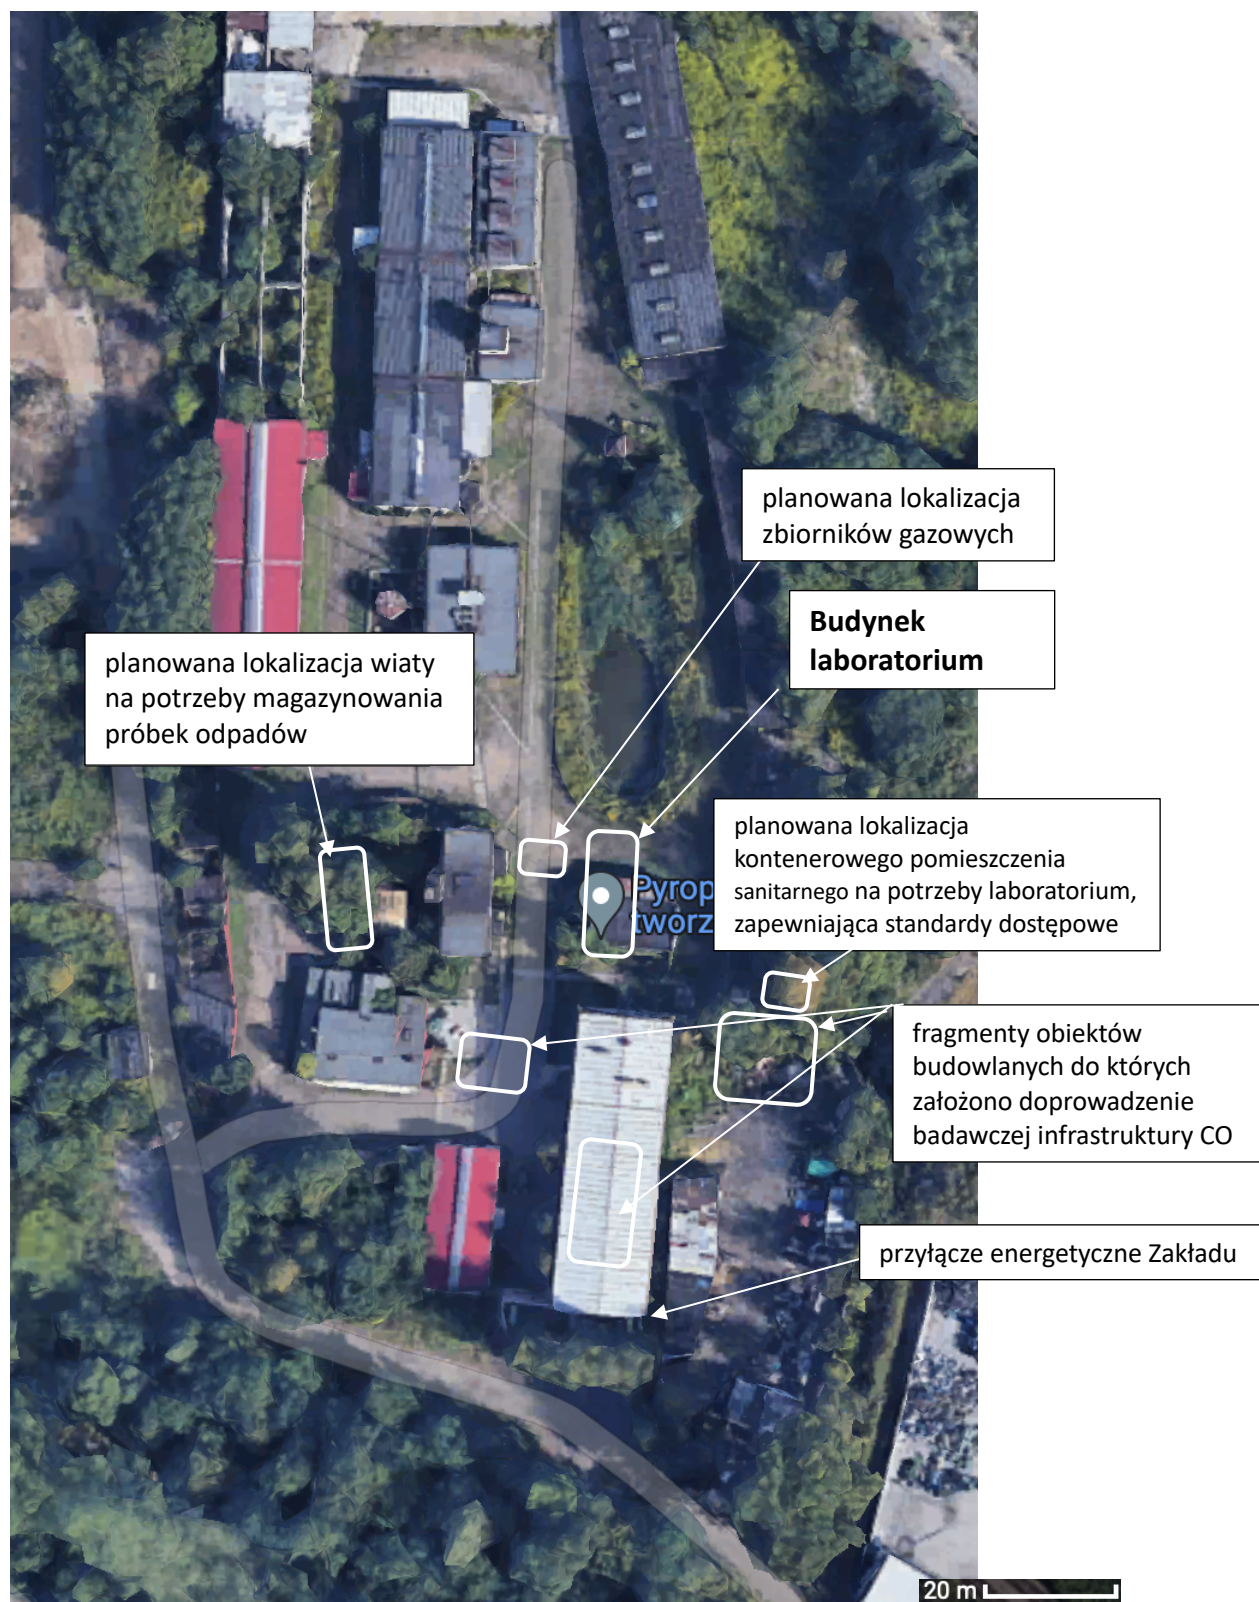 planowana lokalizacja
zbiorników gazowych
Budynek
laboratorium
planowana lokalizacja wiaty
na potrzeby magazynowania
próbek odpadów
planowana lokalizacja
kontenerowego pomieszczenia
sanitarnego na potrzeby laboratorium,
zapewniająca standardy dostępowe
Pyrop
tworz
fragmenty obiektów
budowlanych do których
założono doprowadzenie
badawczej infrastruktury CO
przyłącze energetyczne Zakładu
20 m